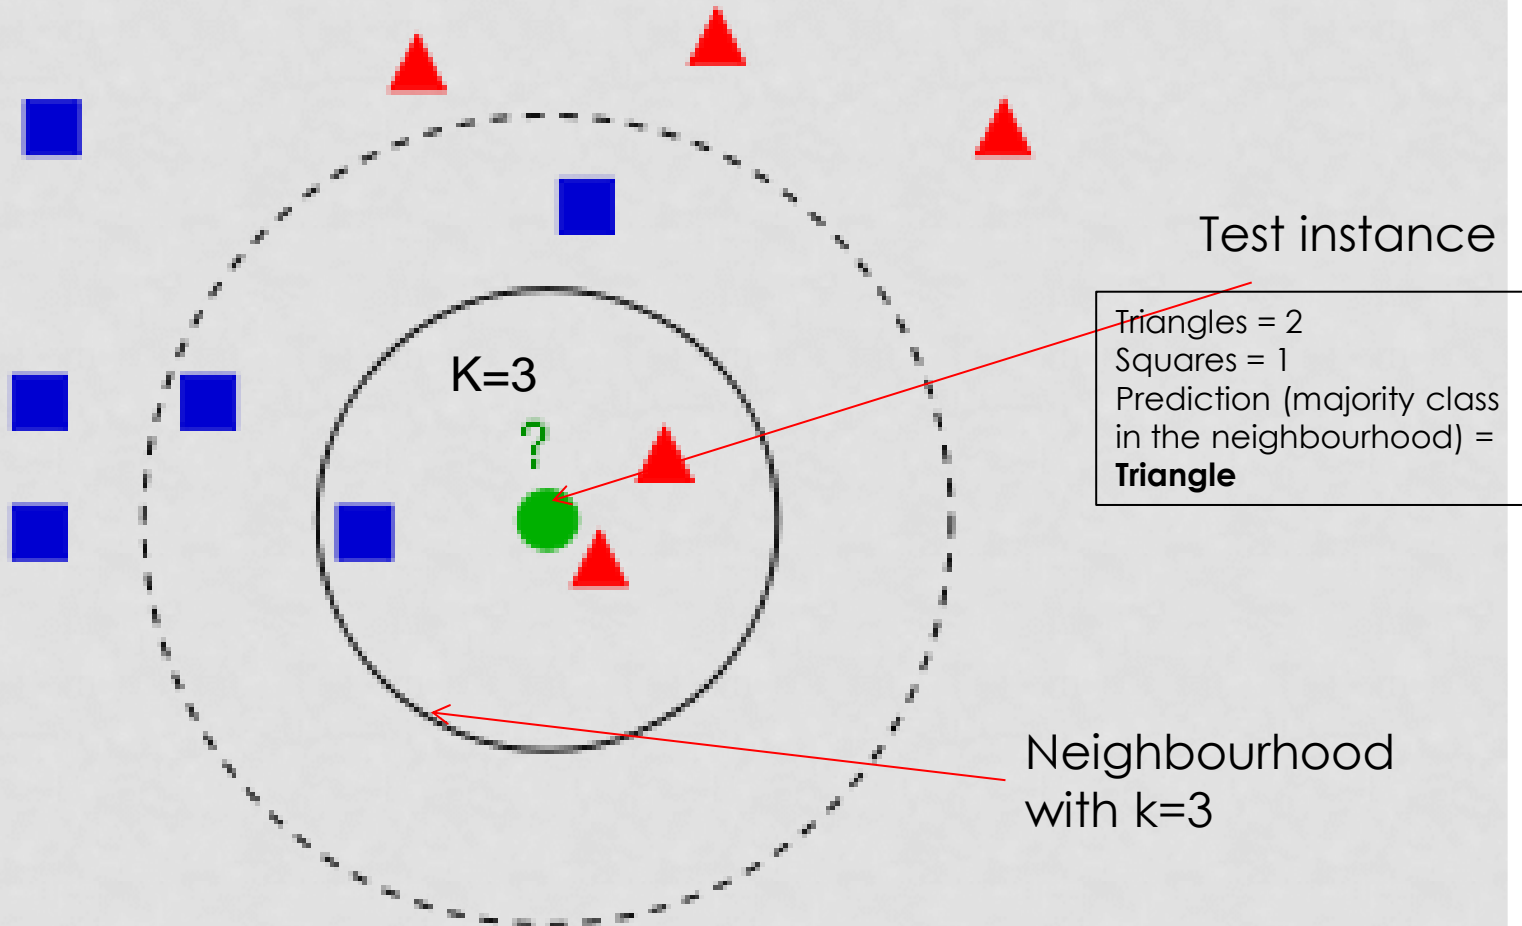 Test instance
Triangles = 2
Squares = 1
Prediction (majority class
in the neighbourhood) =
Triangle
K=3
?
Neighbourhood
with k=3